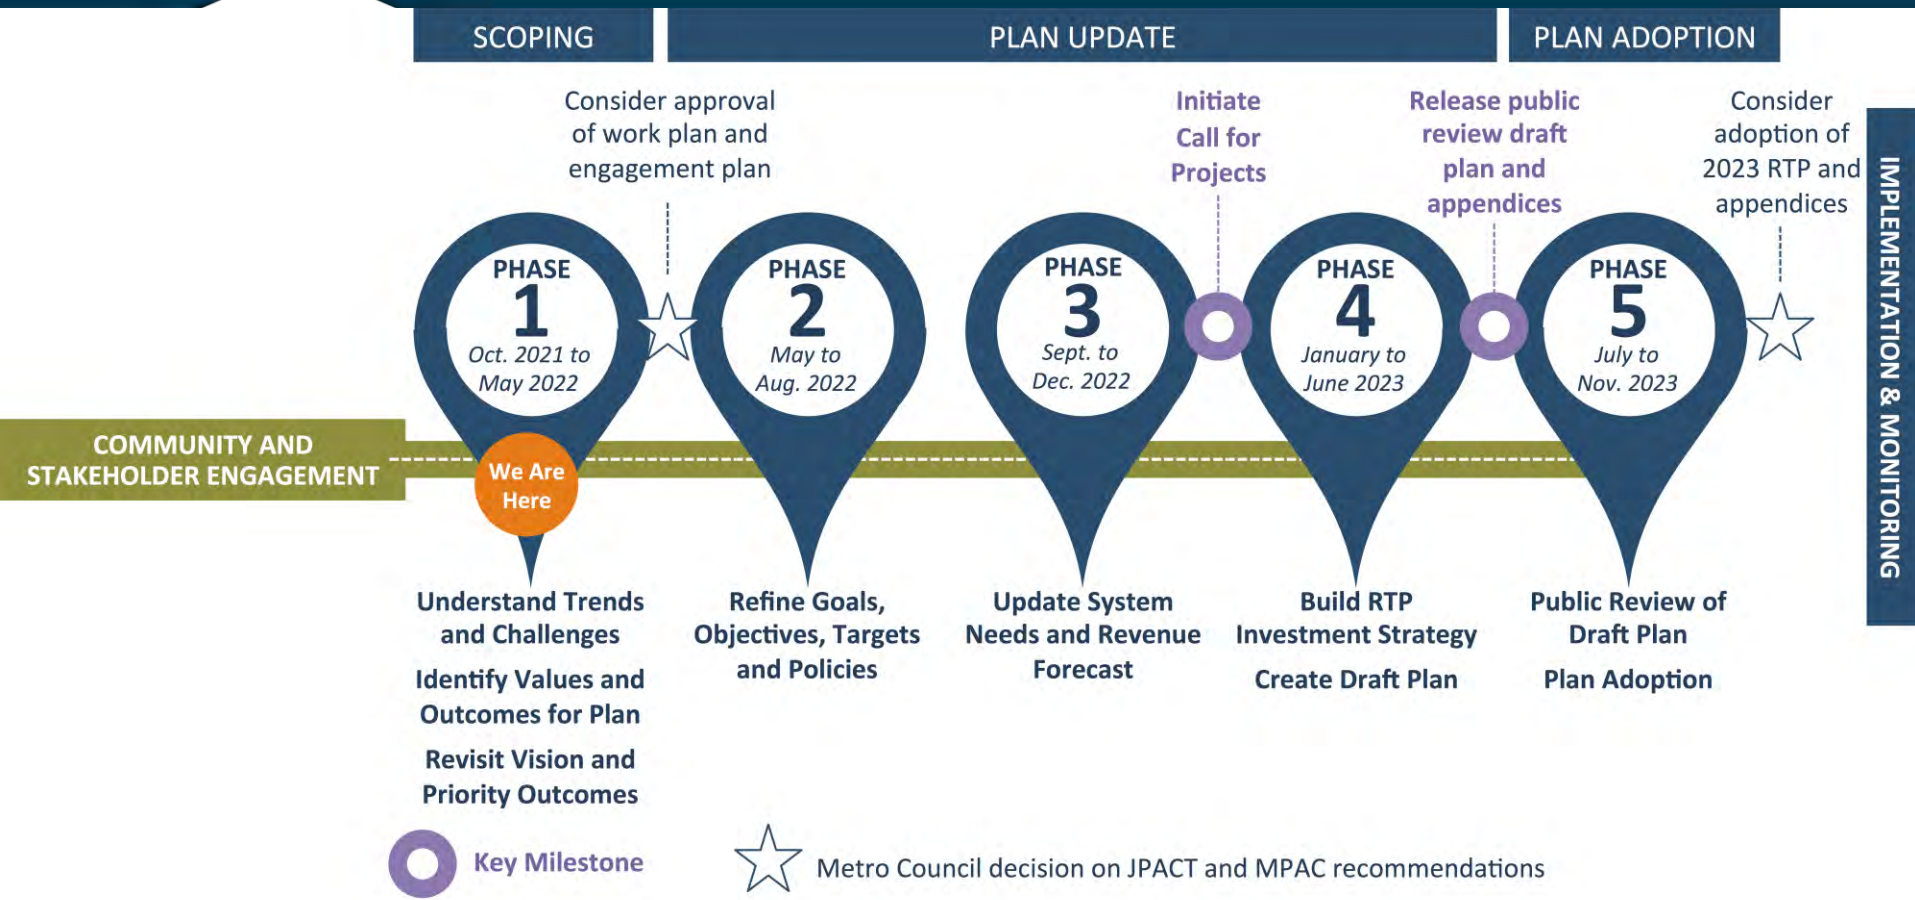 SCOPING
PLAN UPDATE
PLAN ADOPTION
Consider approval
of work plan and
engagement plan
Initiate
Call for
Projects
Release public
review draft
plan and
appendices
Consider
adoption of
2023 RTP and
appendices
IMPLEMENTATION & MONITORING
PHASE
1
Oct. 2021 to
May 2022
PHASE
2
May to
Aug. 2022
PHASE
3
Sept. to
Dec. 2022
PHASE
4
January to
June 2023
PHASE
5
July to
Nov. 2023
COMMUNITY AND
STAKEHOLDER ENGAGEMENT
We Are
Here
Understand Trends
and Challenges
Identify Values and
Outcomes for Plan
Revisit Vision and
Priority Outcomes
Refine Goals,
Objectives, Targets
and Policies
Update System
Needs and Revenue
Forecast
Build RTP
Investment Strategy
Create Draft Plan
Public Review of
Draft Plan
Plan Adoption
Key Milestone
Metro Council decision on JPACT and MPAC recommendations